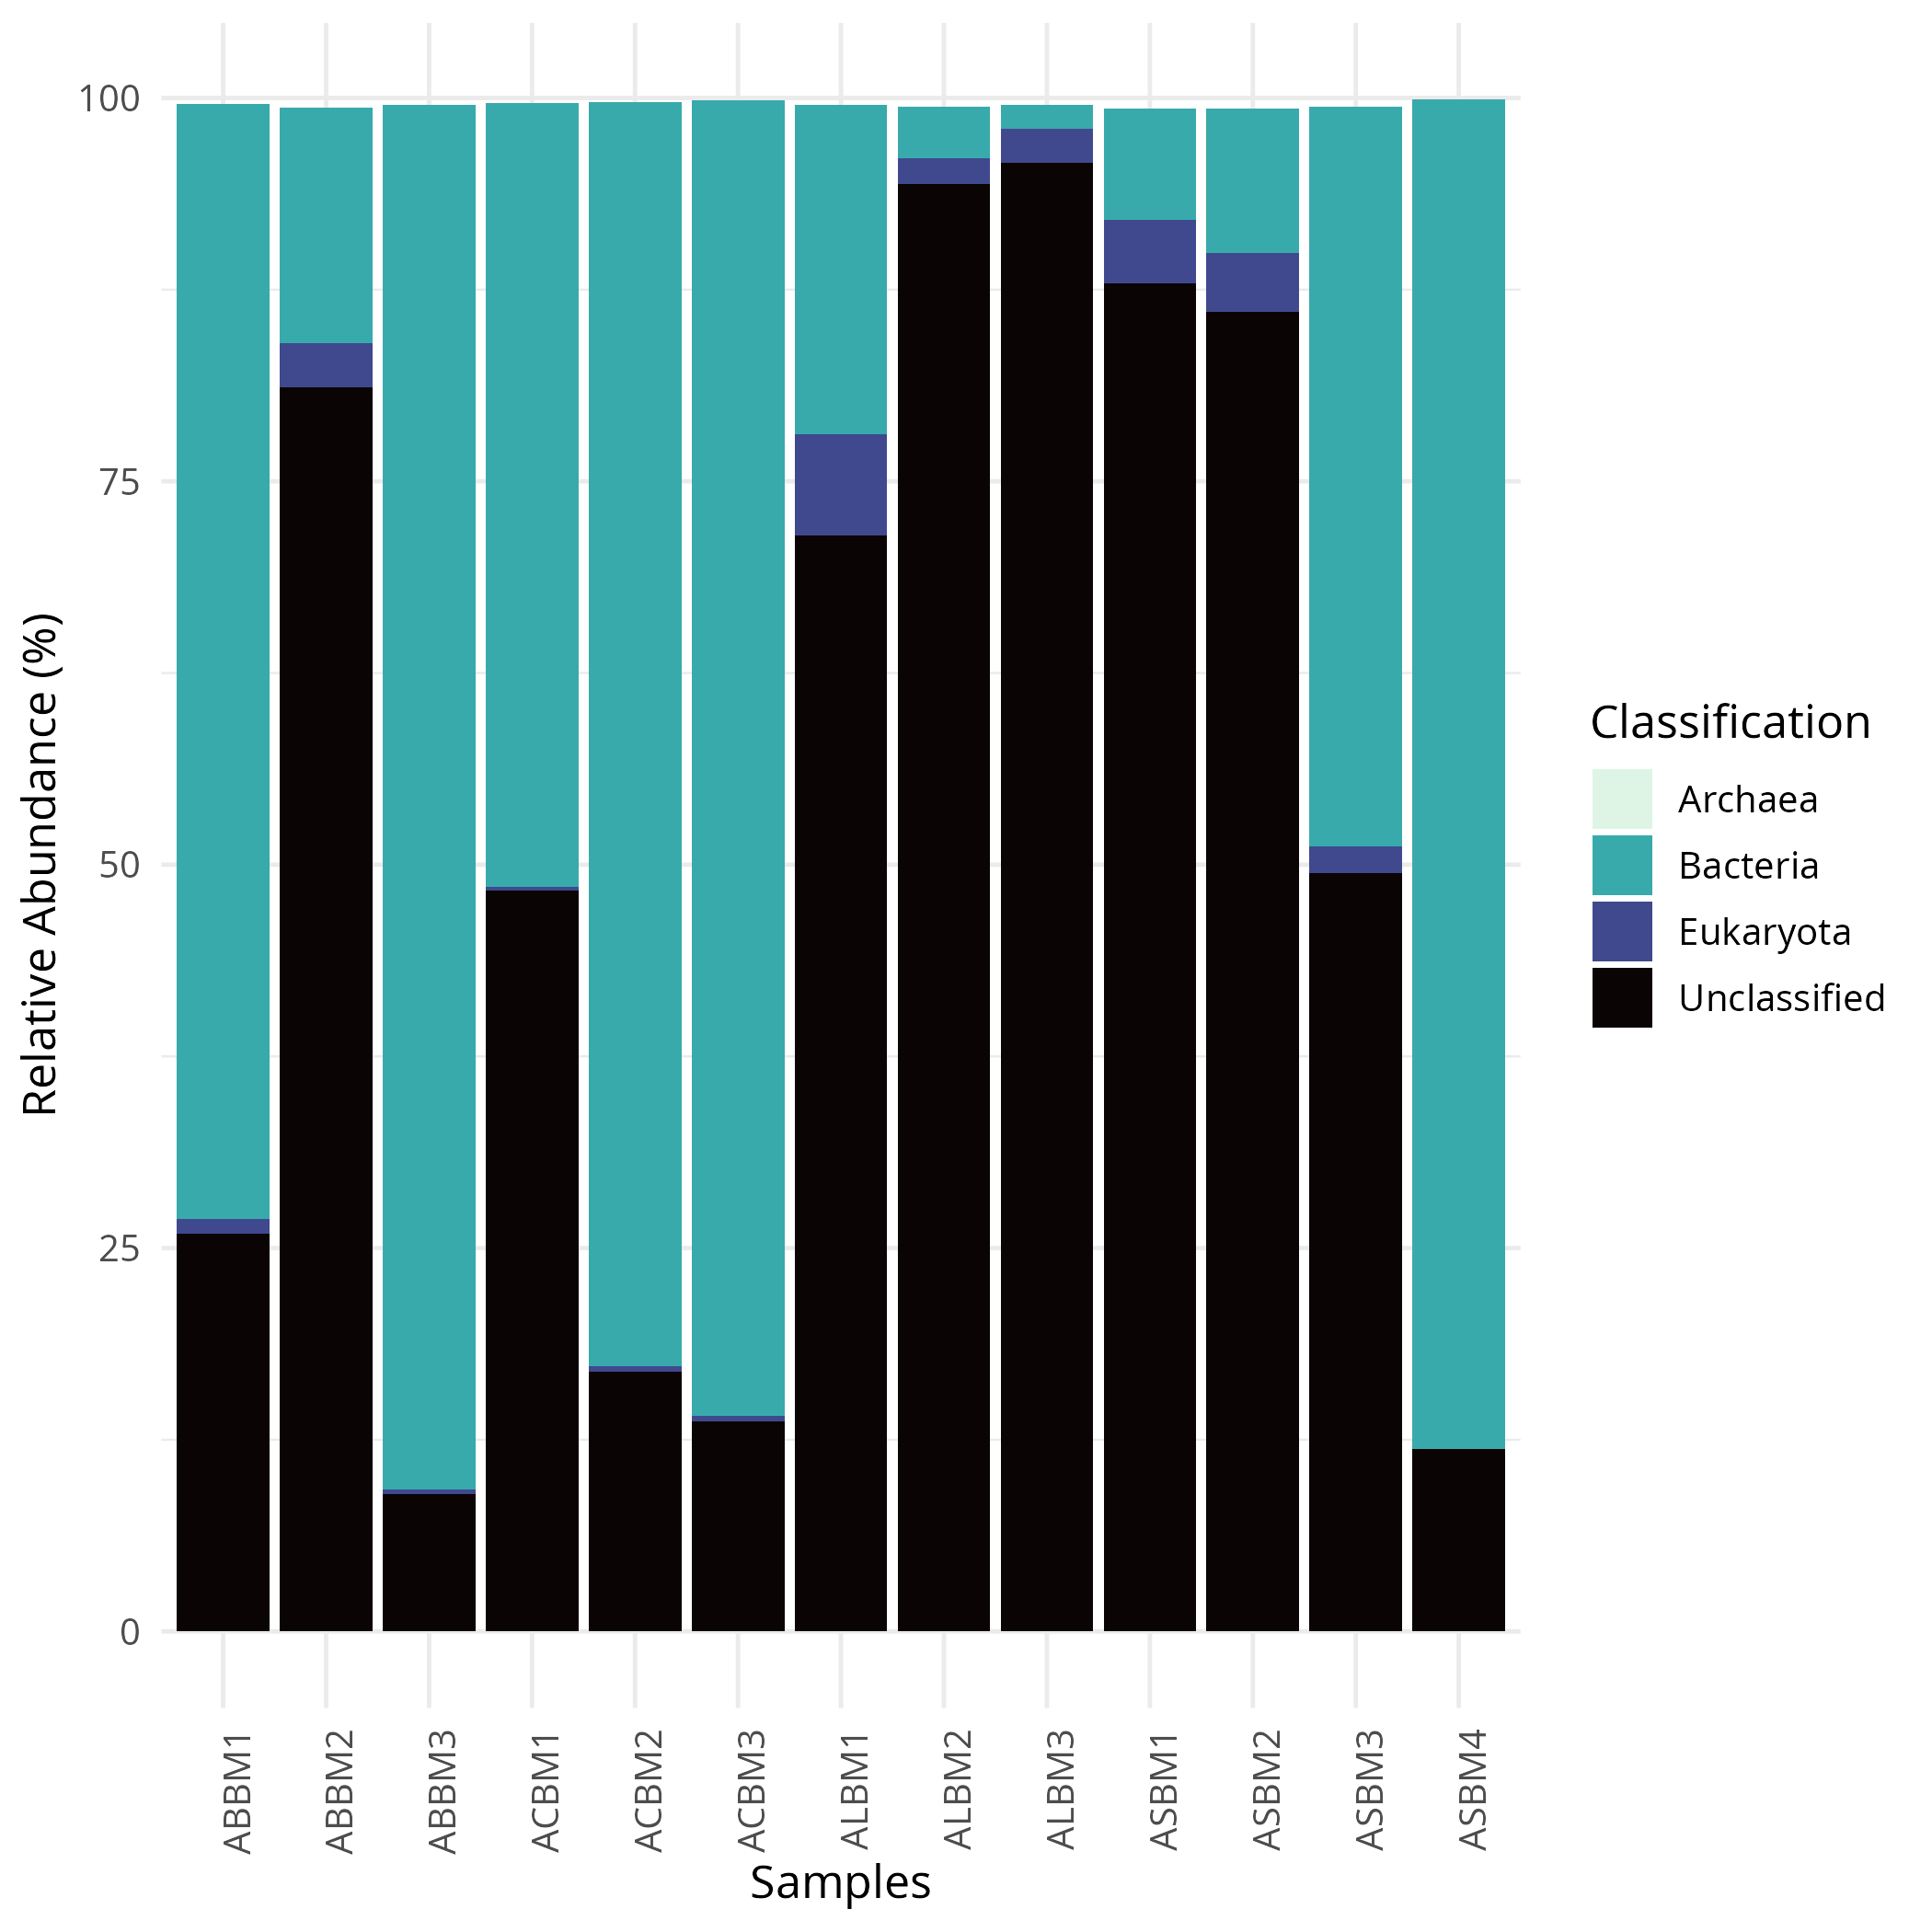 Relative Abundance (%)
100
75
50
25
0
ABBM1
ABBM2
ABBM3
ACBM1
ACBM2
ACBM3
ALBM1
ALBM2
ALBM3
ASBM1
ASBM2
ASBM3
ASBM4
Samples
Classification
Archaea
Bacteria
Eukaryota
Unclassified